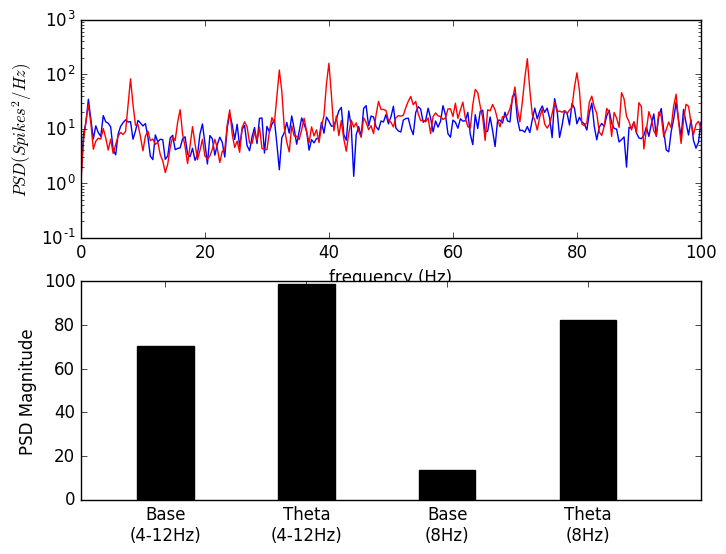 10³
10²
10¹
10⁰
10⁻¹
PSD(Spikes²/Hz)
0 20 40 60 80 100
frequency (Hz)
100
80
60
40
20
0
PSD Magnitude
Base Theta Base Theta
(4-12Hz) (4-12Hz) (8Hz) (8Hz)